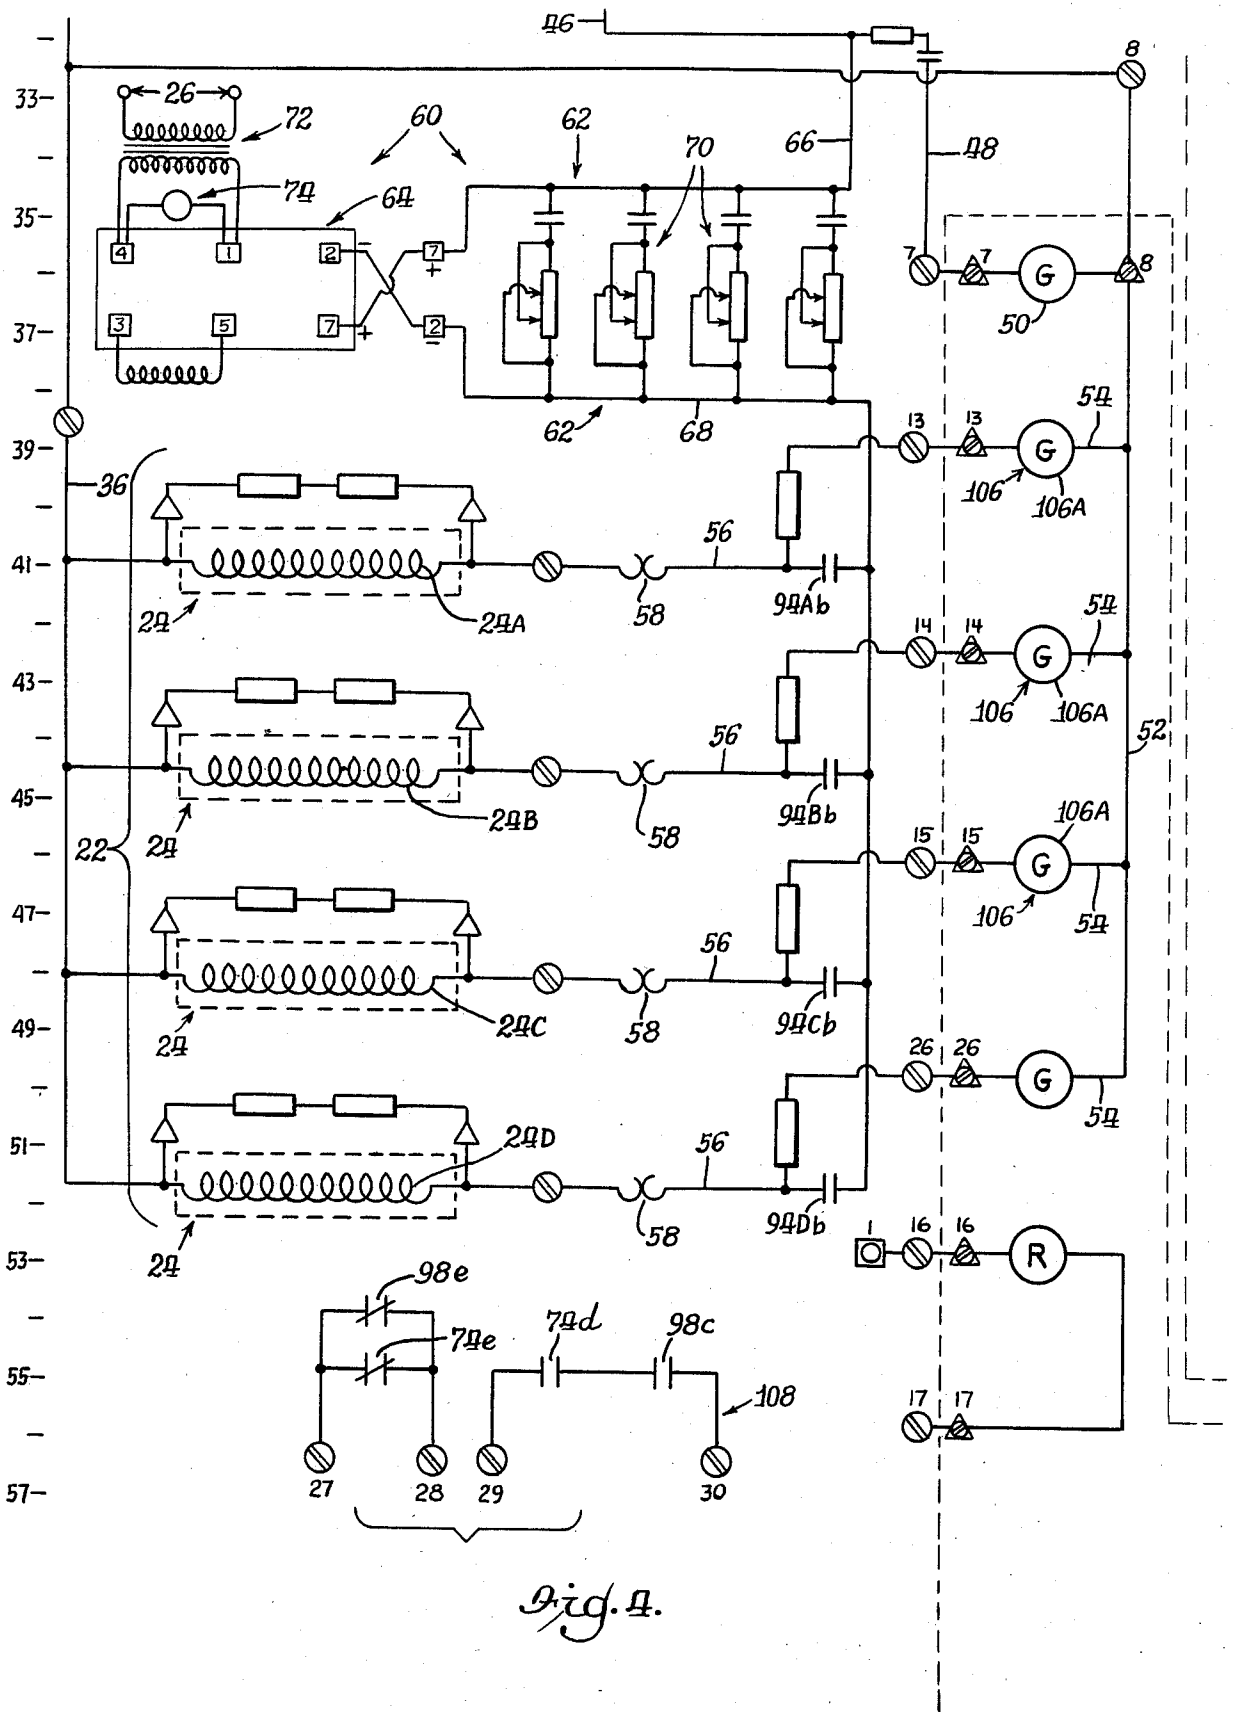 46
8
33
26
72
60
62
70
66
48
74
64
35
4 1 2 − 7 +
7 7 8
G
50
3 5 7 + 2 −
37
62
68
13 13
54
39
G
36
106
106A
41
56
24
24A
58
94Ab
14 14
54
43
G
106
106A
52
56
45
24B
24
58
94Bb
22
15 15
106A
G
47
106
54
56
49
24
24C
58
94Cb
26 26
G
54
51
24D
56
24
58
94Db
1 16 16
53
R
98e
74e
74d
98c
55
108
17 17
57
27 28 29 30
Fig. 4.